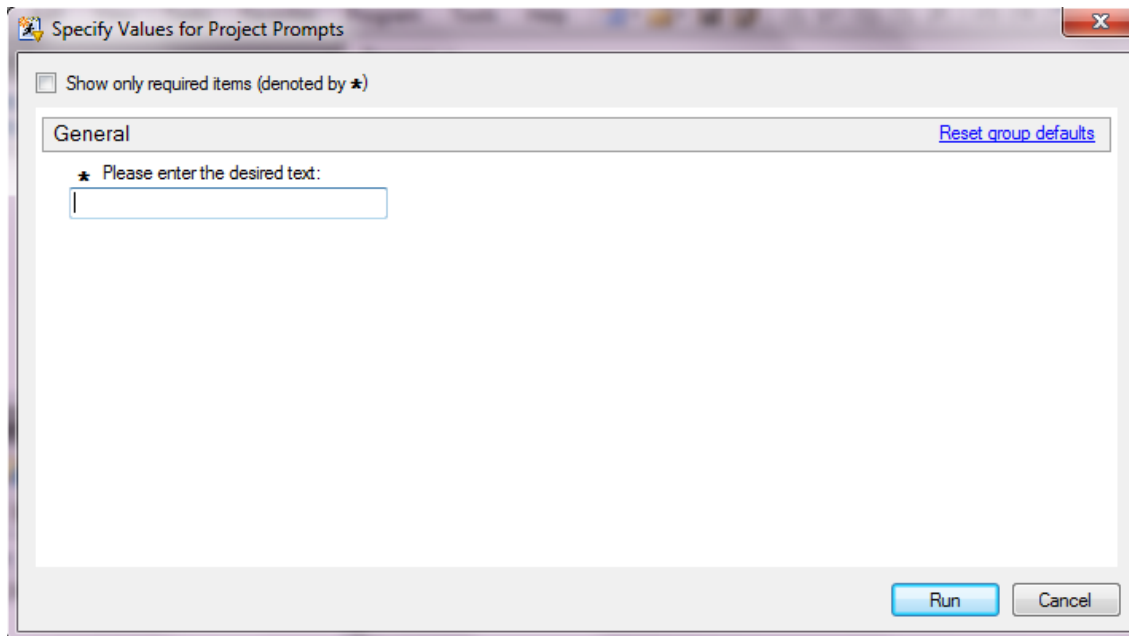 Specify Values for Project Prompts
Show only required items (denoted by *)
General Reset group defaults
* Please enter the desired text:
Run Cancel